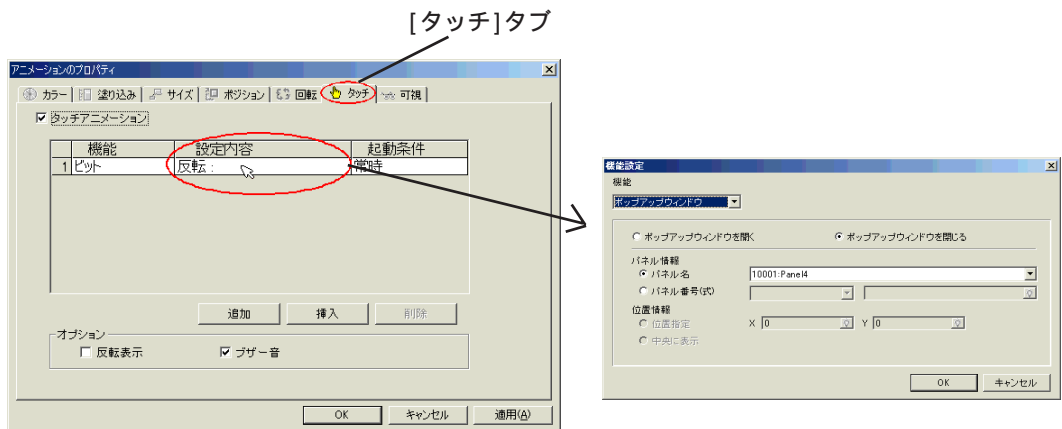 [タッチ]タブ
アニメーションのプロパティ
カラー 塗り込み サイズ ポジション 回転 タッチ 可視
タッチアニメーション
機能 設定内容 起動条件
1 ビット 反転： 常時
追加 挿入 削除
オプション
反転表示 ブザー音
OK キャンセル 適用(A)
機能設定
機能
ポップアップウィンドウ
ポップアップウィンドウを開く ポップアップウィンドウを閉じる
パネル情報
パネル名 10001:Panel4
パネル番号(式)
位置情報
位置指定 X 0 Y 0
中央に表示
OK キャンセル